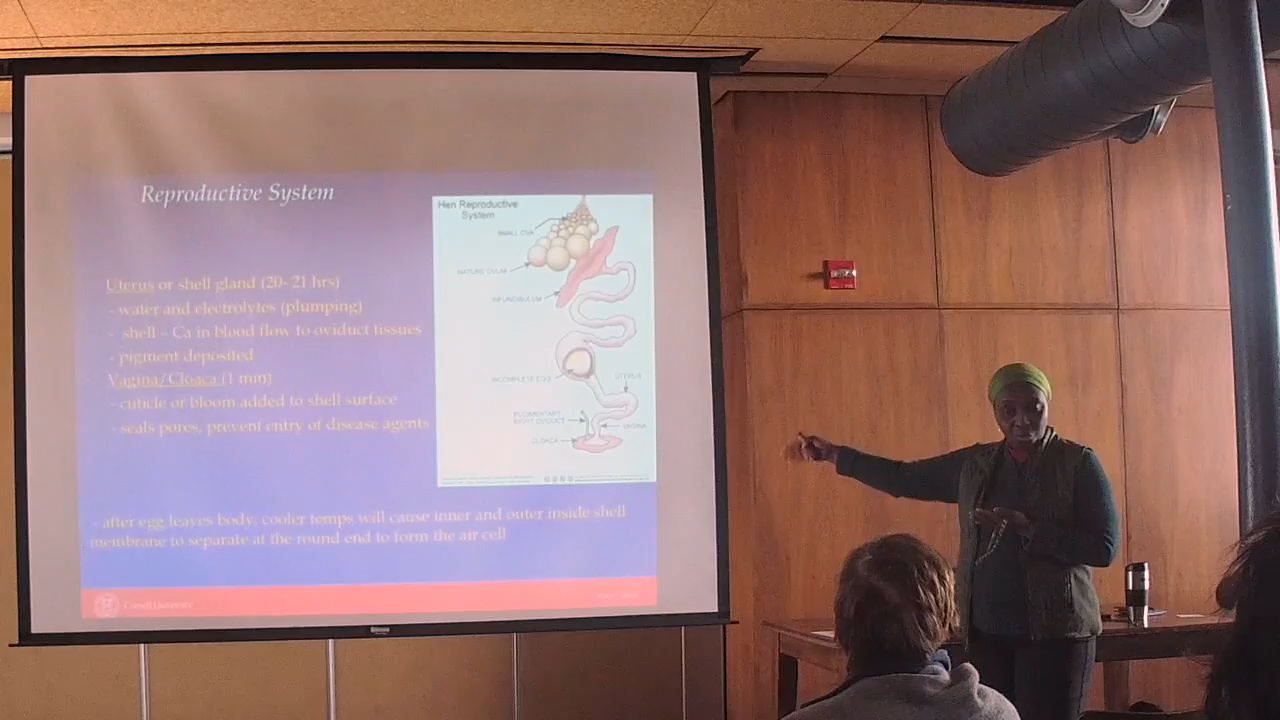 Reproductive System
Uterus or shell gland (20- 21 hrs)
- water and electrolytes (plumping)
- shell – Ca in blood flow to oviduct tissues
- pigment deposited
Vagina/Cloaca (1 min)
- cuticle or bloom added to shell surface
- seals pores, prevent entry of disease agents
- after egg leaves body, cooler temps will cause inner and outer inside shell
membrane to separate at the round end to form the air cell
Hen Reproductive
System
SMALL OVA
MATURE OVUM
INFUNDIBULUM
INCOMPLETE EGG
UTERUS
RUDIMENTARY
RIGHT OVIDUCT
VAGINA
CLOACA
Cornell University